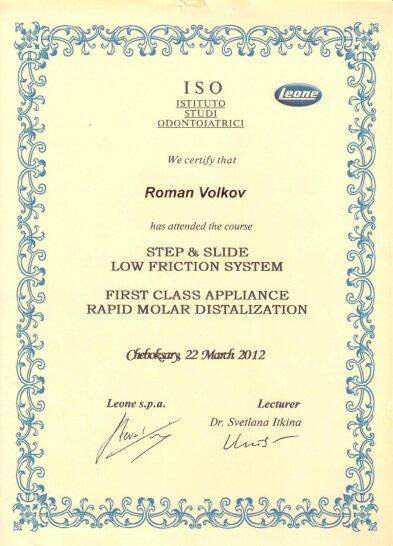 ISO
ISTITUTO
STUDI
ODONTOIATRICI
Leone
We certify that
Roman Volkov
has attended the course
STEP & SLIDE
LOW FRICTION SYSTEM
FIRST CLASS APPLIANCE
RAPID MOLAR DISTALIZATION
Cheboksary, 22 March 2012
Leone s.p.a.
Lecturer
Dr. Svetlana Itkina